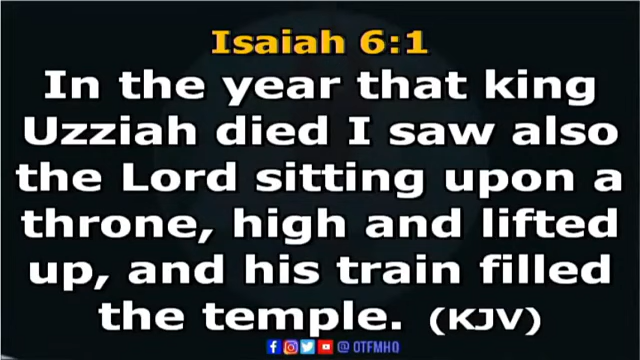 Isaiah 6:1
In the year that king
Uzziah died I saw also
the Lord sitting upon a
throne, high and lifted
up, and his train filled
the temple. (KJV)
@ OTFMHQ